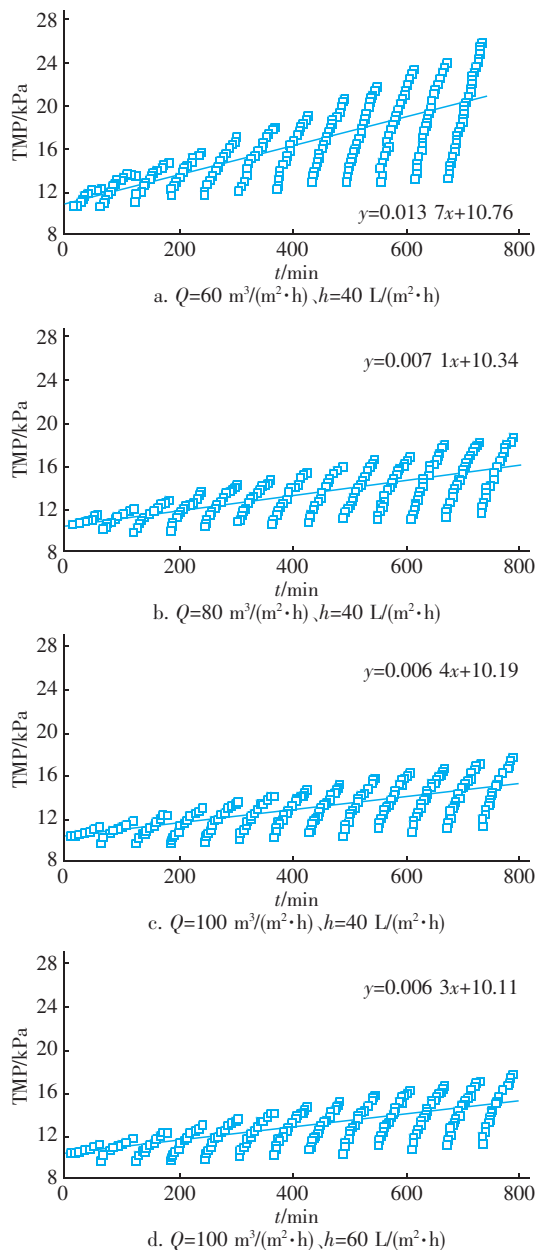 28
24
20
16
12
8
TMP/kPa
y=0.013 7x+10.76
0 200 400 600 800
t/min
a. Q=60 m³/(m²·h)、h=40 L/(m²·h)
28
24
20
16
12
8
TMP/kPa
y=0.007 1x+10.34
0 200 400 600 800
t/min
b. Q=80 m³/(m²·h)、h=40 L/(m²·h)
28
24
20
16
12
8
TMP/kPa
y=0.006 4x+10.19
0 200 400 600 800
t/min
c. Q=100 m³/(m²·h)、h=40 L/(m²·h)
28
24
20
16
12
8
TMP/kPa
y=0.006 3x+10.11
0 200 400 600 800
t/min
d. Q=100 m³/(m²·h)、h=60 L/(m²·h)